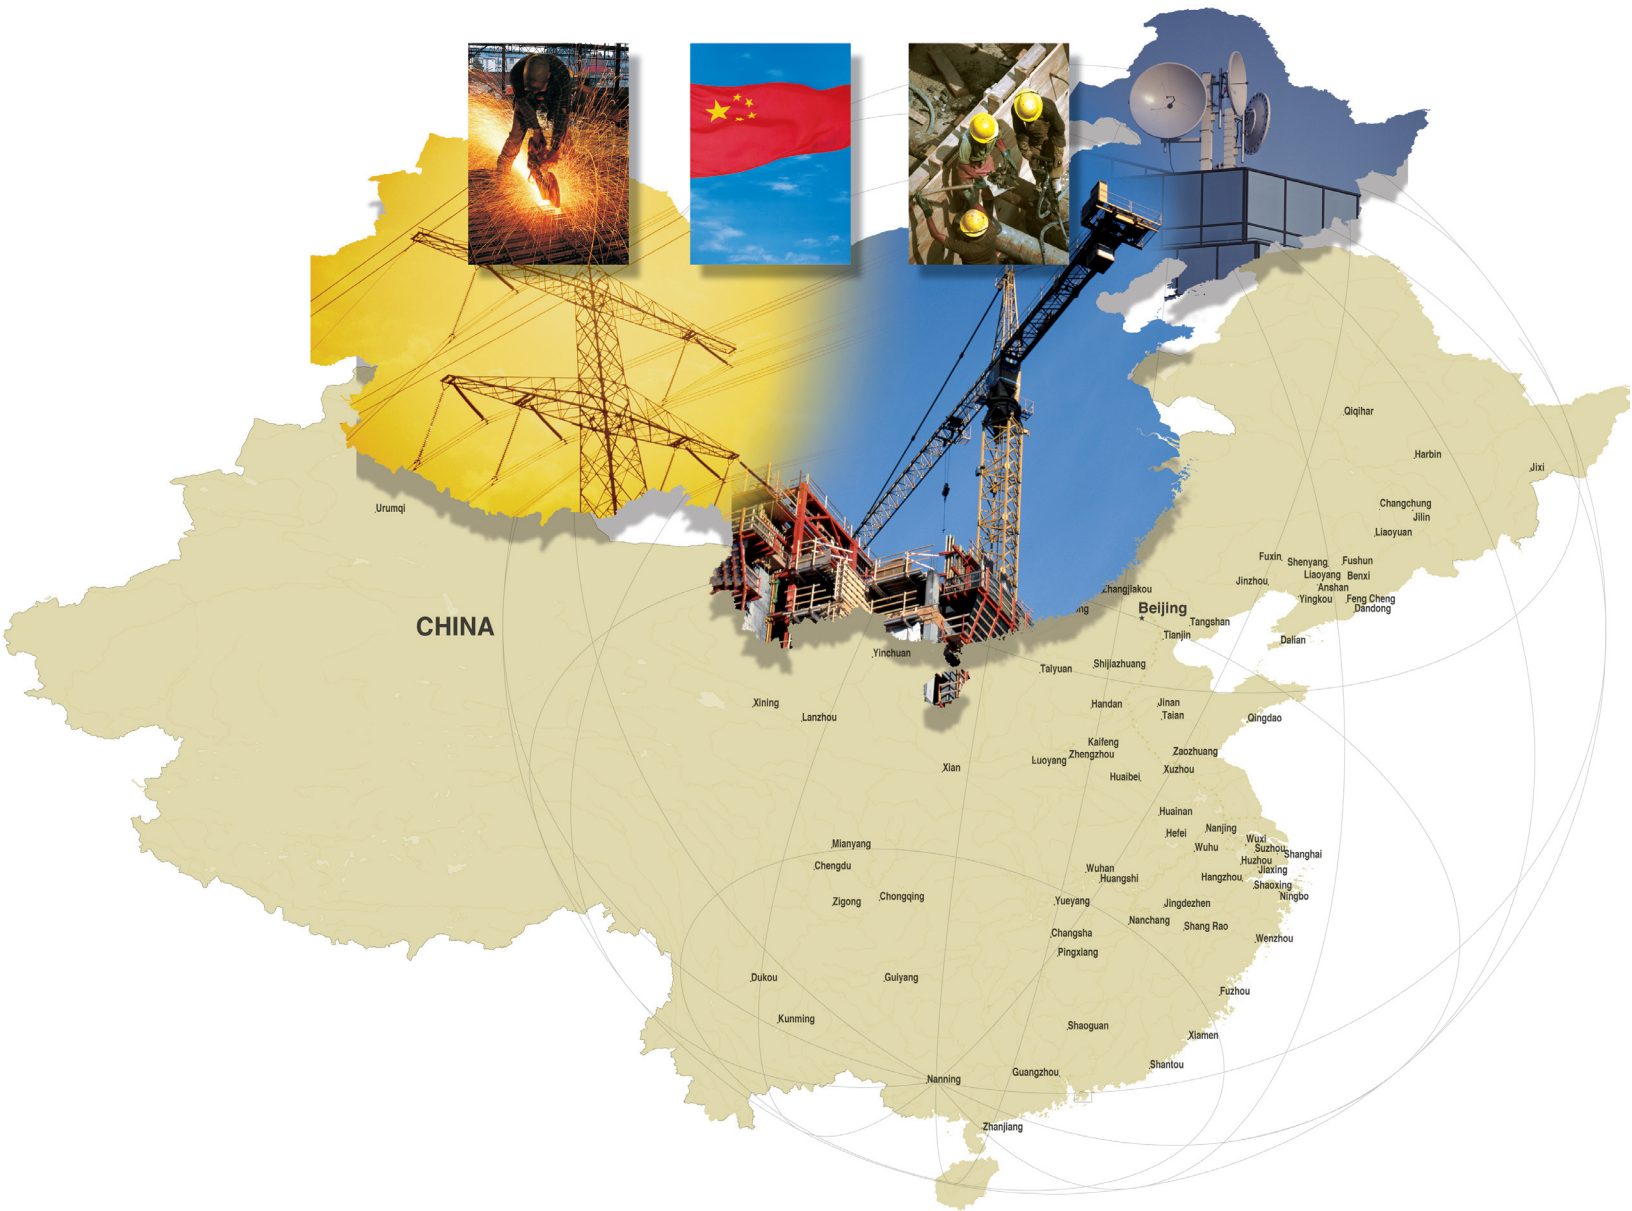 Qiqihar
Harbin
Jixi
Changchung
Jilin
Urumqi
Liaoyuan
Fuxin
Shenyang
Fushun
Liaoyang
Benxi
Jinzhou
Anshan
Yingkou
Feng Cheng
Dandong
Beijing
Tangshan
CHINA
Tianjin
Dalian
Yinchuan
Taiyuan
Shijiazhuang
Xining
Lanzhou
Handan
Jinan
Taian
Qingdao
Kaifeng
Zhengzhou
Luoyang
Zaozhuang
Xian
Huaibei
Xuzhou
Huainan
Hefei
Nanjing
Wuxi
Mianyang
Wuhu
Suzhou
Shanghai
Huzhou
Chengdu
Wuhan
Jiaxing
Huangshi
Hangzhou
Shaoxing
Zigong
Chongqing
Yueyang
Jingdezhen
Ningbo
Nanchang
Shang Rao
Changsha
Wenzhou
Pingxiang
Dukou
Guiyang
Fuzhou
Kunming
Shaoguan
Xiamen
Shantou
Nanning
Guangzhou
Zhanjiang